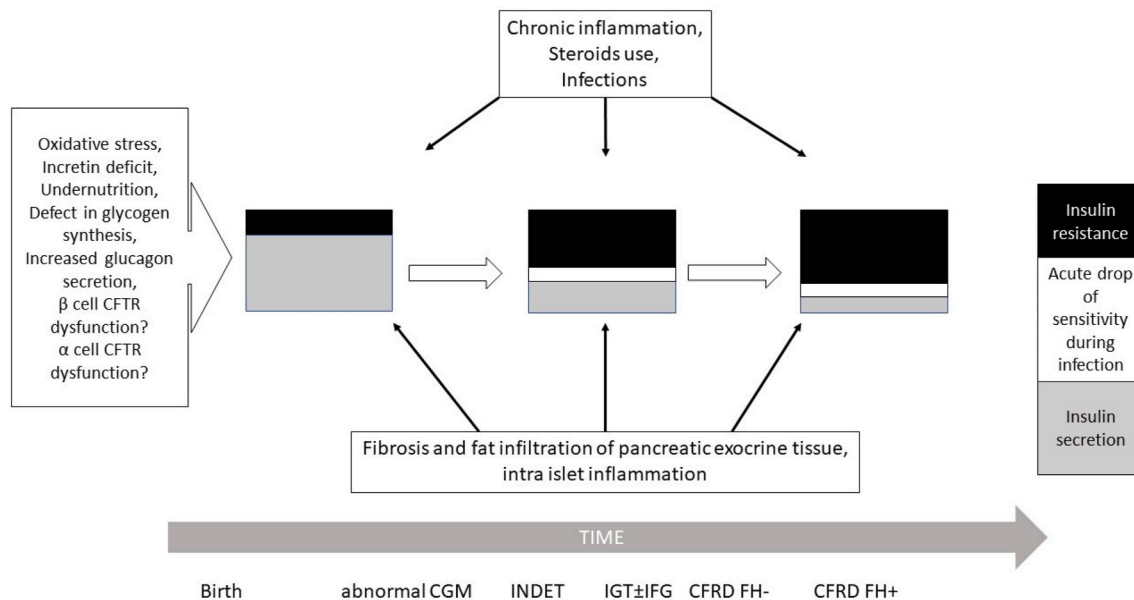 Chronic inflammation,
Steroids use,
Infections
Oxidative stress,
Incretin deficit,
Undernutrition,
Defect in glycogen
synthesis,
Increased glucagon
secretion,
β cell CFTR
dysfunction?
α cell CFTR
dysfunction?
Insulin
resistance
Acute drop
of
sensitivity
during
infection
Insulin
secretion
Fibrosis and fat infiltration of pancreatic exocrine tissue,
intra islet inflammation
TIME
Birth abnormal CGM INDET IGT±IFG CFRD FH- CFRD FH+